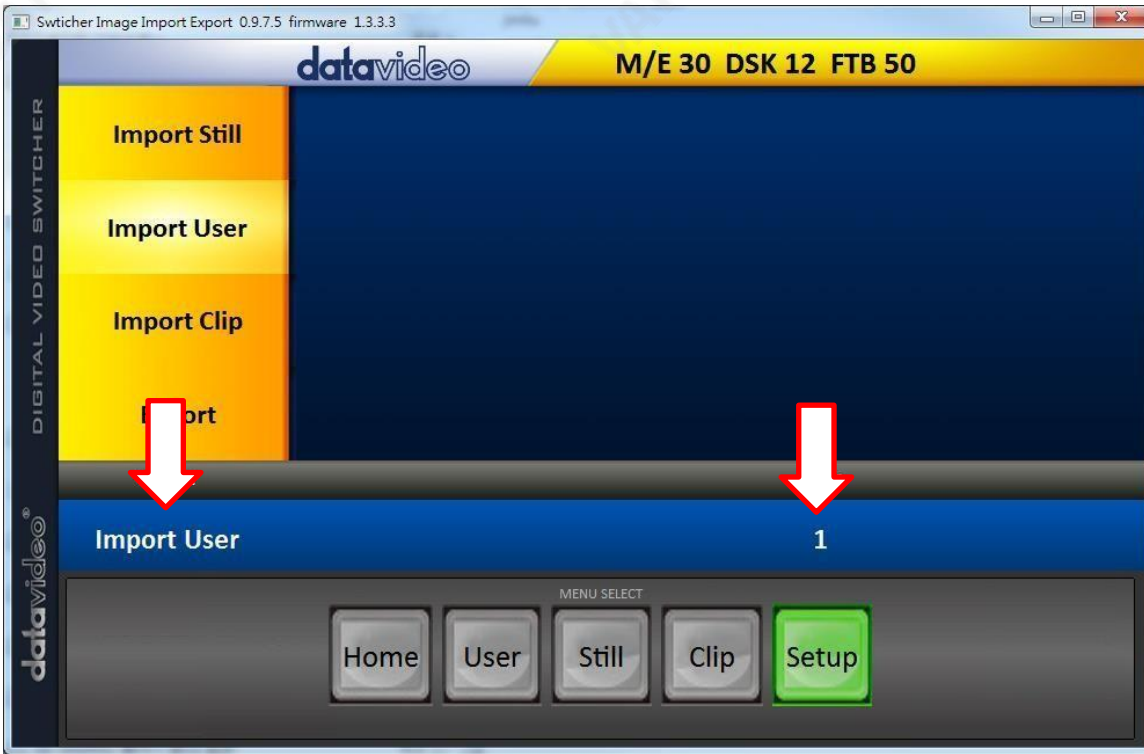 Swticher Image Import Export 0.9.7.5 firmware 1.3.3.3
datavideo
M/E 30 DSK 12 FTB 50
Import Still
Import User
Import Clip
Import User
1
MENU SELECT
Home User Still Clip Setup
DIGITAL VIDEO SWITCHER
datavideo®